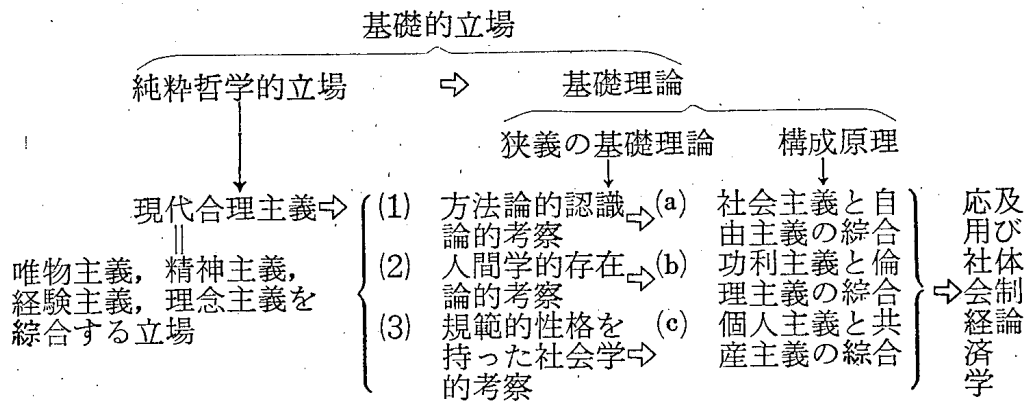 基礎的立場
純粋哲学的立場 ⇨ 基礎理論
狭義の基礎理論 構成原理
現代合理主義⇨
唯物主義,精神主義,
経験主義,理念主義を
綜合する立場
(1) 方法論的認識
論的考察
(2) 人間学的存在
論的考察
(3) 規範的性格を
持った社会学
的考察
⇨(a) 社会主義と自
由主義の綜合
⇨(b) 功利主義と倫
理主義の綜合
⇨(c) 個人主義と共
産主義の綜合
⇨
応用社会経済学
及び体制論